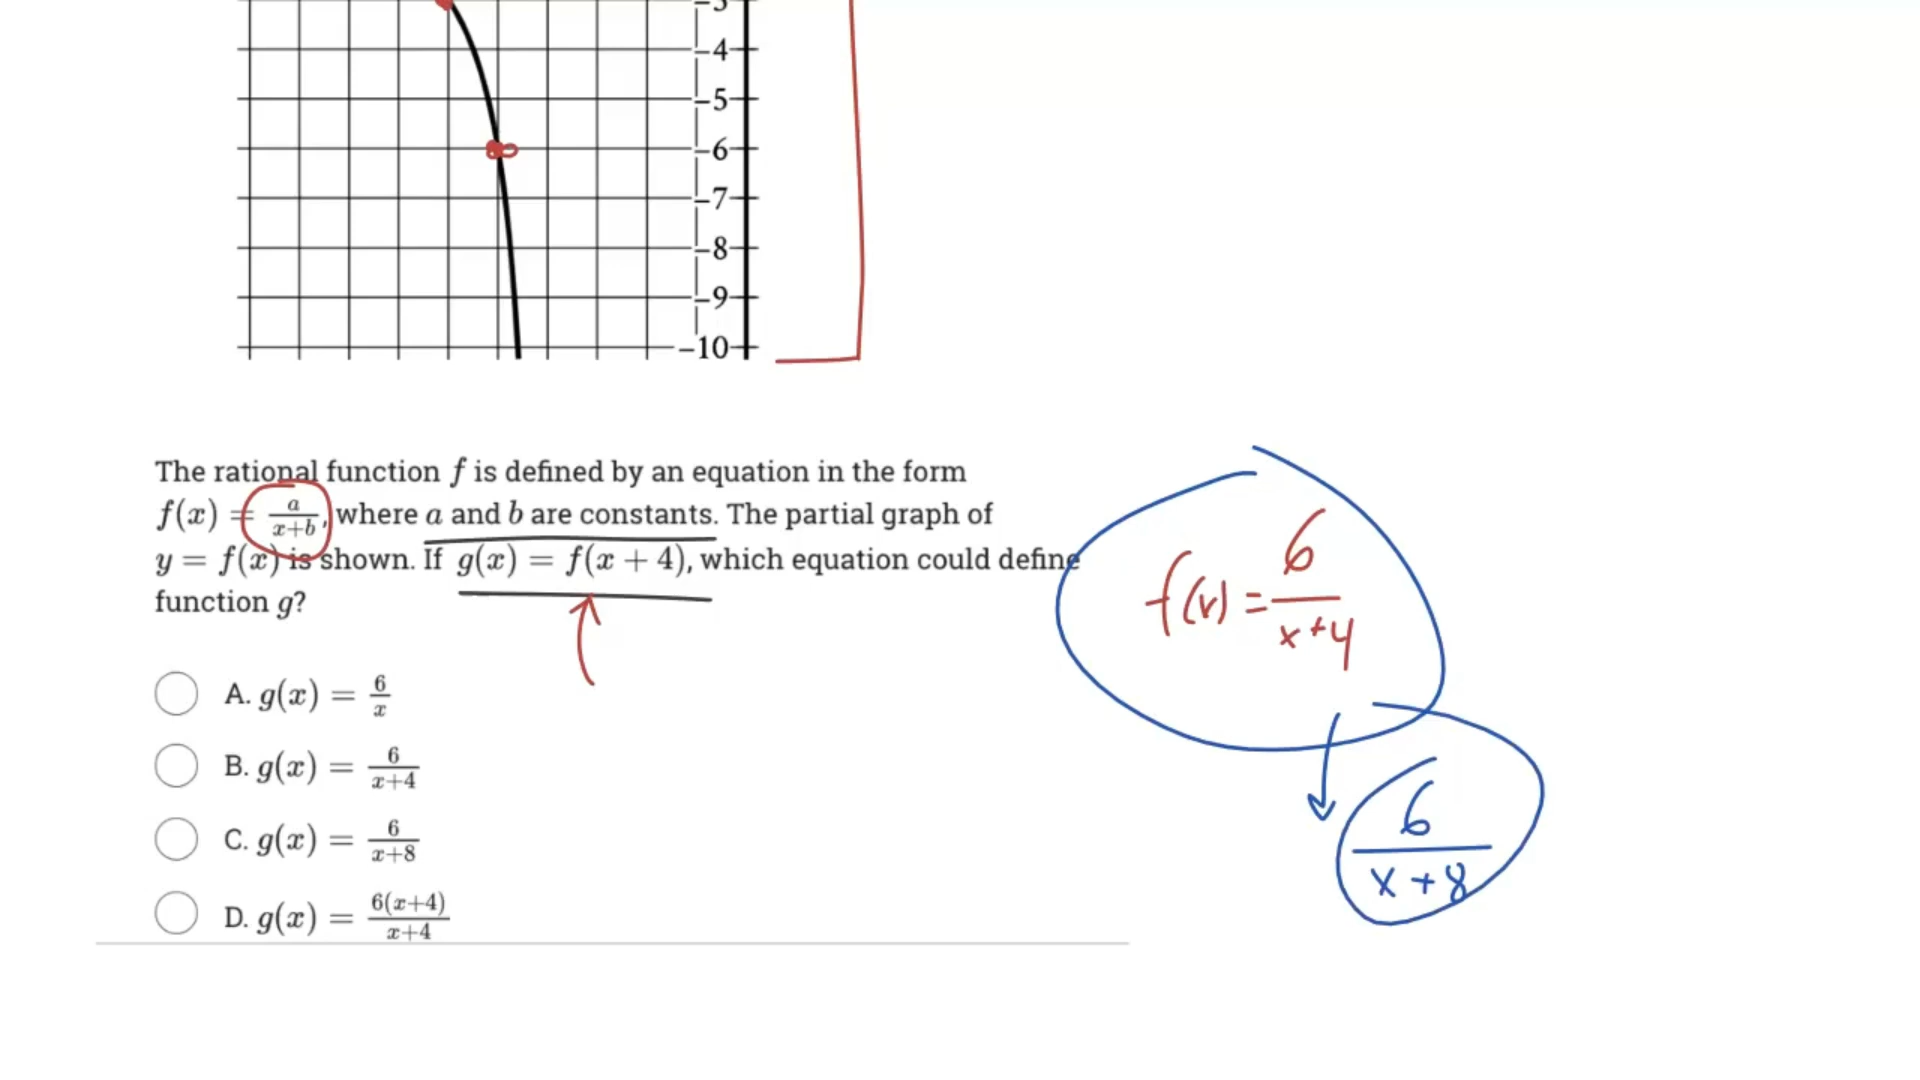 -3
-4
-5
-6
-7
-8
-9
-10
The rational function f is defined by an equation in the form
f(x) = a/(x+b), where a and b are constants. The partial graph of
y = f(x) is shown. If g(x) = f(x + 4), which equation could define
function g?
A. g(x) = 6/x
B. g(x) = 6/(x+4)
C. g(x) = 6/(x+8)
D. g(x) = 6(x+4)/(x+4)
f(x) = 6/(x+4)
6/(x+8)